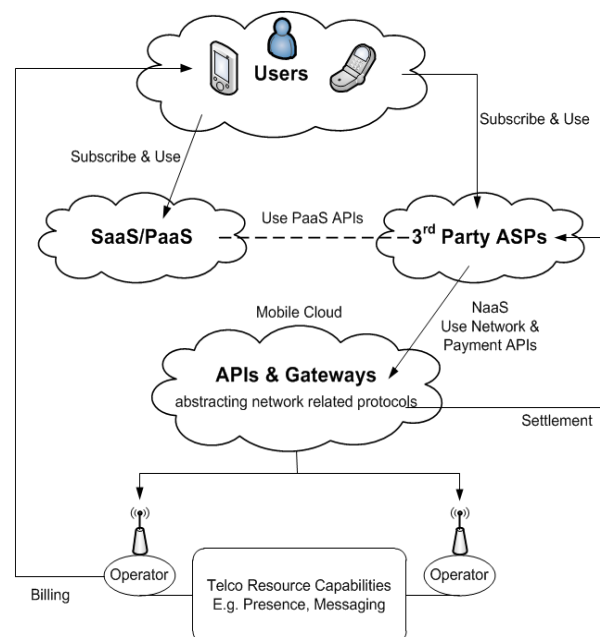 Users
Subscribe & Use
Subscribe & Use
SaaS/PaaS
Use PaaS APIs
3rd Party ASPs
NaaS
Use Network &
Payment APIs
Mobile Cloud
APIs & Gateways
abstracting network related protocols
Settlement
Operator
Operator
Billing
Telco Resource Capabilities
E.g. Presence, Messaging